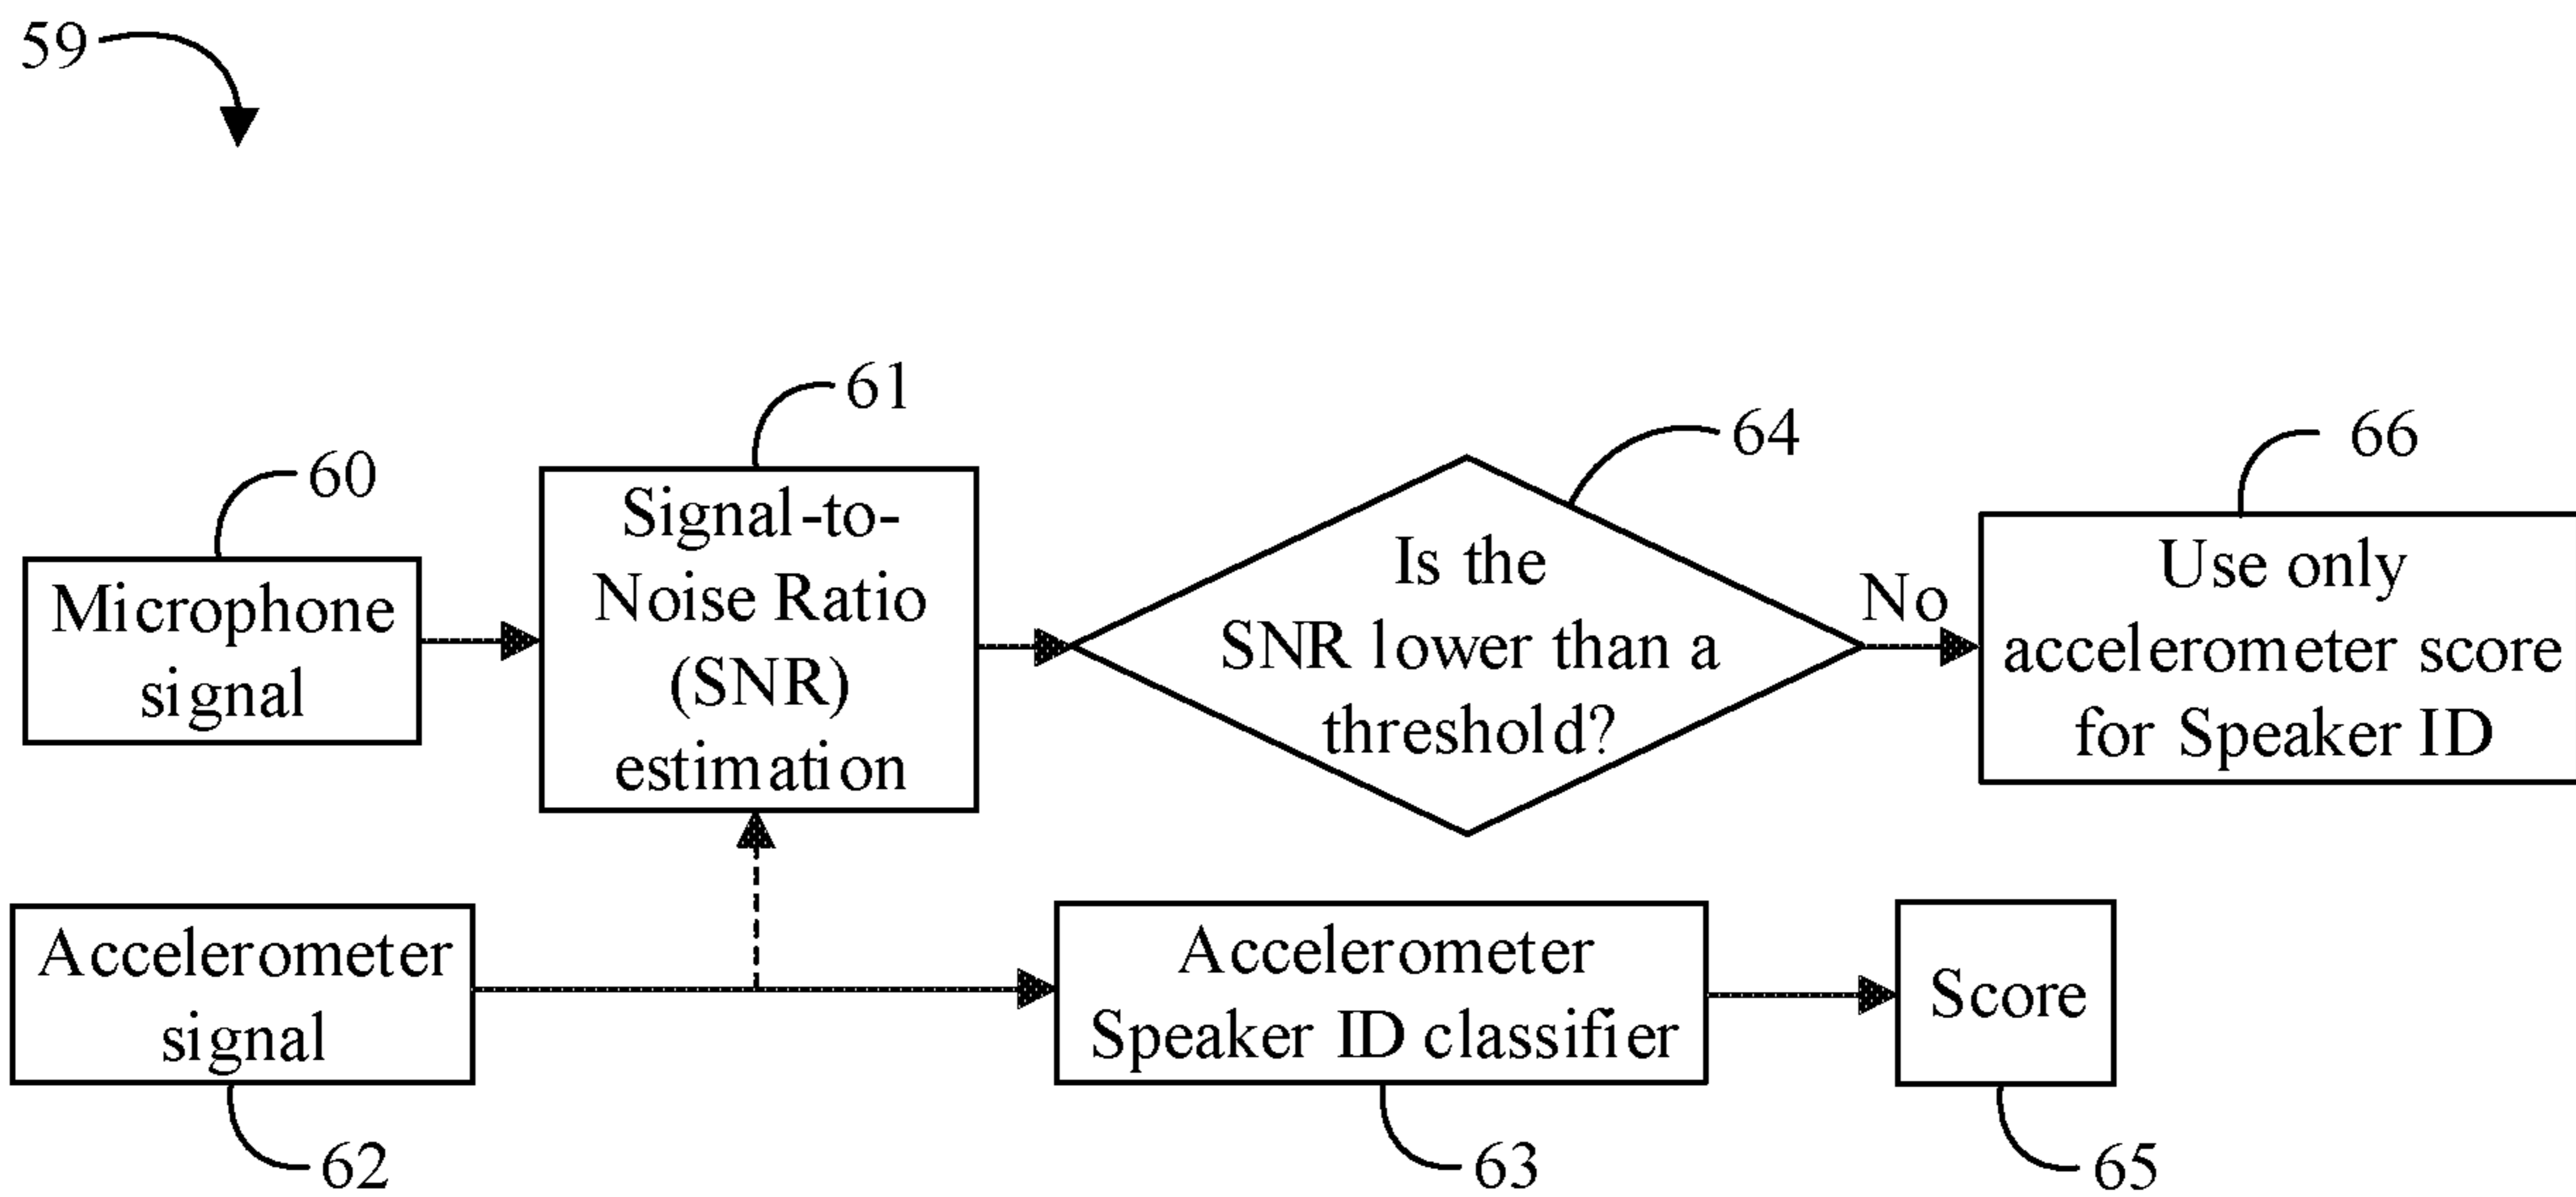 59
61
64
66
60
Signal-to-
Noise Ratio
(SNR)
estimation
Microphone
signal
Is the
SNR lower than a
threshold?
No
Use only
accelerometer score
for Speaker ID
Accelerometer
signal
Accelerometer
Speaker ID classifier
Score
62
63
65